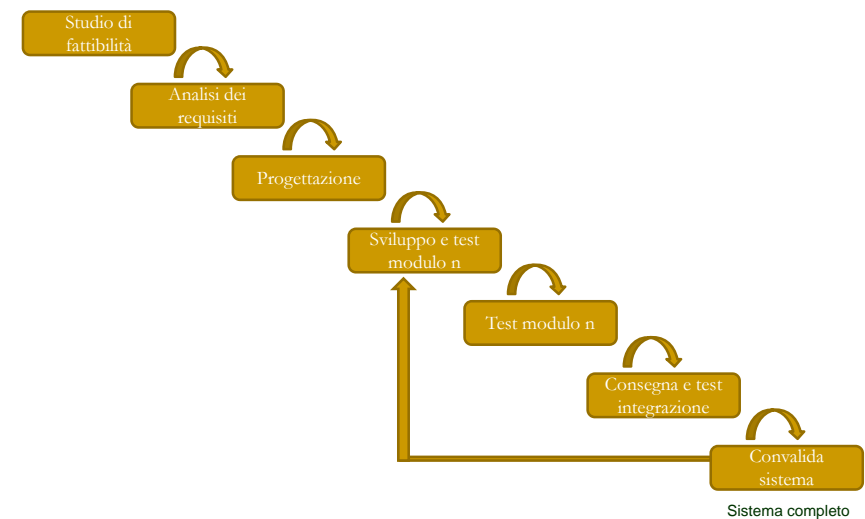 Studio di
fattibilità
Analisi dei
requisiti
Progettazione
Sviluppo e test
modulo n
Test modulo n
Consegna e test
integrazione
Convalida
sistema
Sistema completo